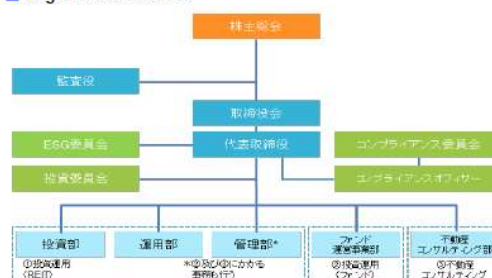 株主総会
監査役
取締役会
ESG委員会
代表取締役
コンプライアンス委員会
投資委員会
コンプライアンスオフィサー
投資部
運用部
管理部*
ファンド
運営事業部
不動産
コンサルティング部
①投資運用
(REIT)
*②及び③にかかる
事務も行う
②投資運用
(ファンド)
③不動産
コンサルティング